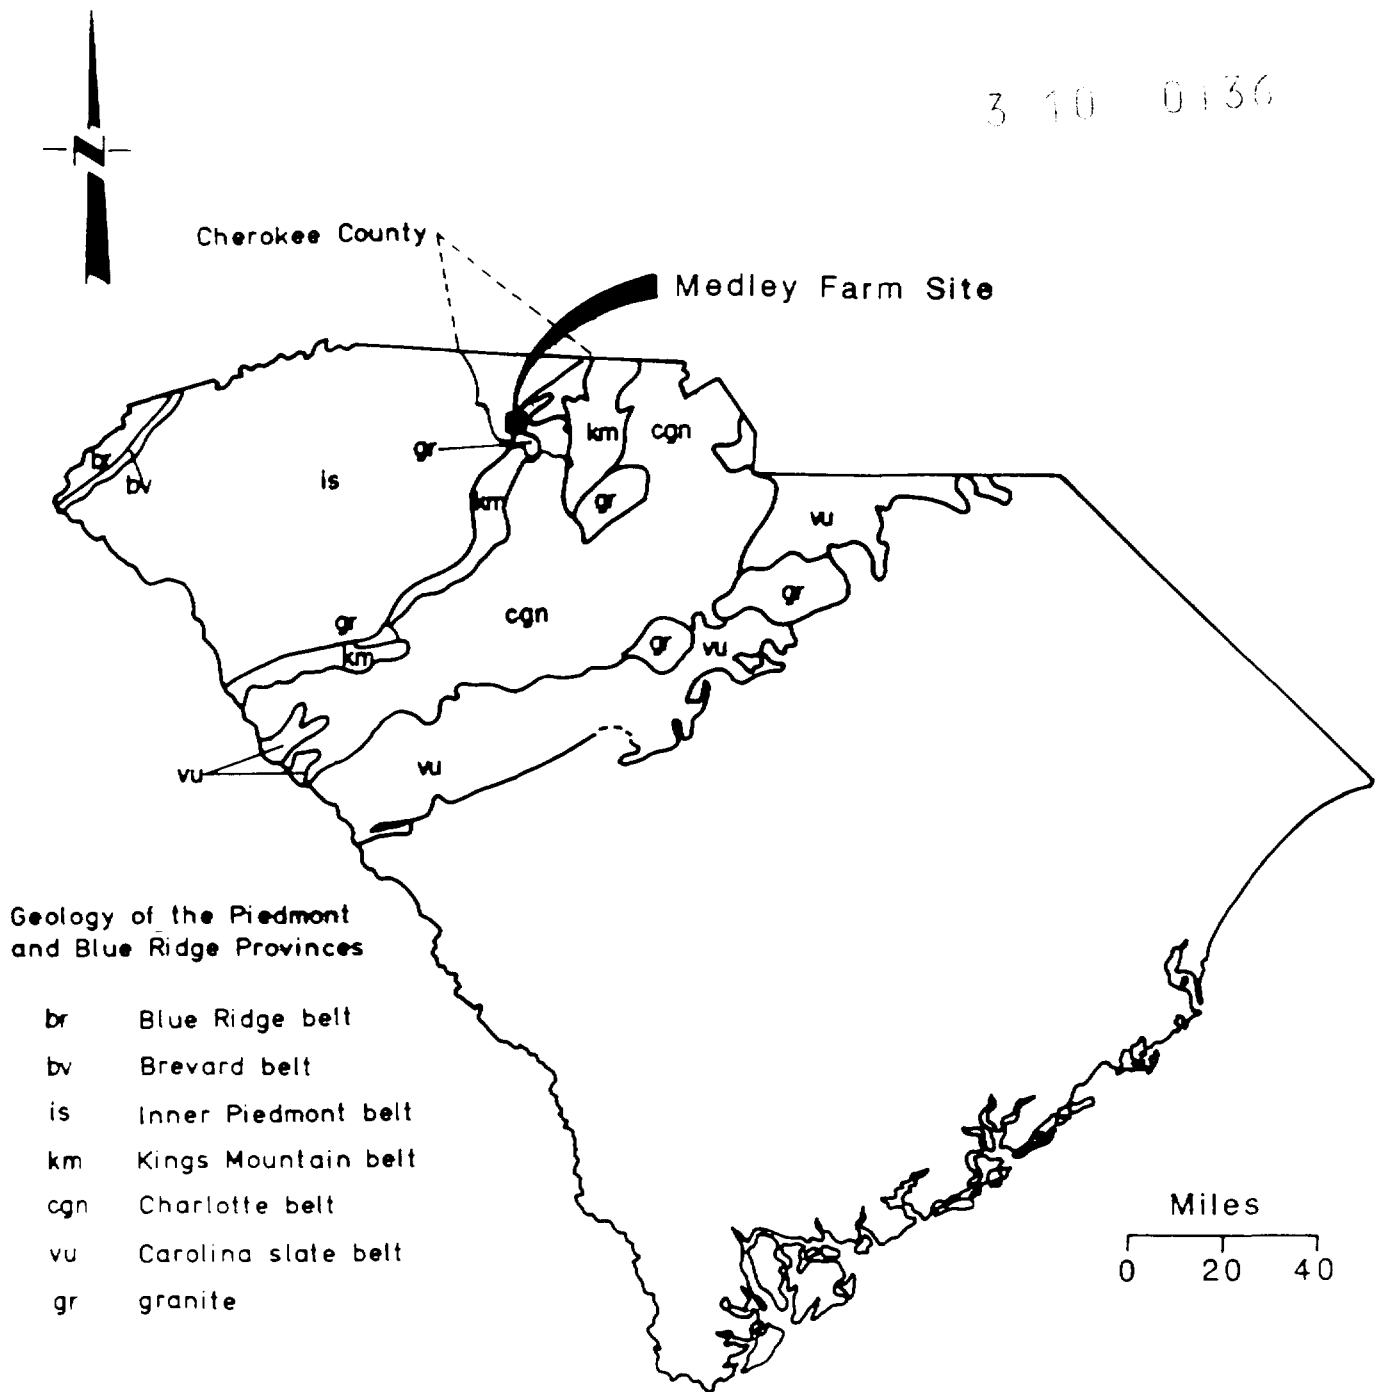 3 10 0136
N
Cherokee County
Medley Farm Site
km
cgn
gr
br
is
bv
km
gr
vu
gr
cgn
gr
gr
vu
km
vu
vu
Geology of the Piedmont
and Blue Ridge Provinces
br Blue Ridge belt
bv Brevard belt
is Inner Piedmont belt
km Kings Mountain belt
cgn Charlotte belt
vu Carolina slate belt
gr granite
Miles
0 20 40